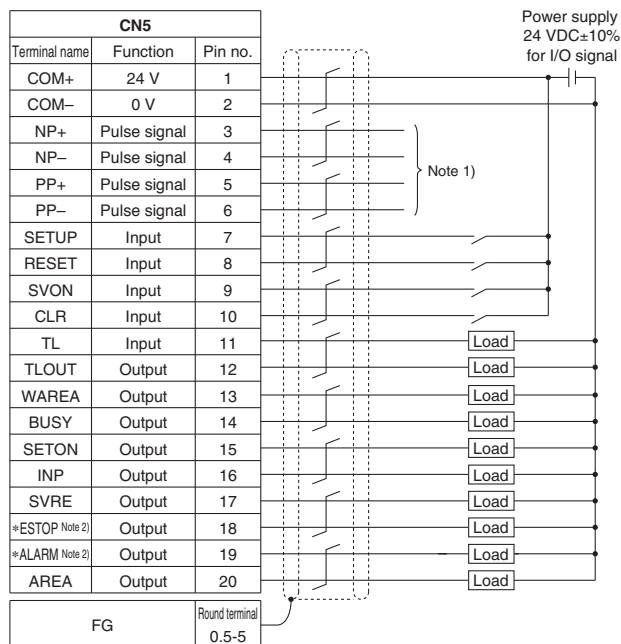 Power supply
24 VDC±10%
for I/O signal
CN5
Terminal name Function Pin no.
COM+ 24 V 1
COM– 0 V 2
NP+ Pulse signal 3
NP– Pulse signal 4
PP+ Pulse signal 5
PP– Pulse signal 6
Note 1)
SETUP Input 7
RESET Input 8
SVON Input 9
CLR Input 10
TL Input 11 Load
TLOUT Output 12 Load
WAREA Output 13 Load
BUSY Output 14 Load
SETON Output 15 Load
INP Output 16 Load
SVRE Output 17 Load
*ESTOP Note 2) Output 18 Load
*ALARM Note 2) Output 19 Load
AREA Output 20 Load
FG Round terminal
0.5-5